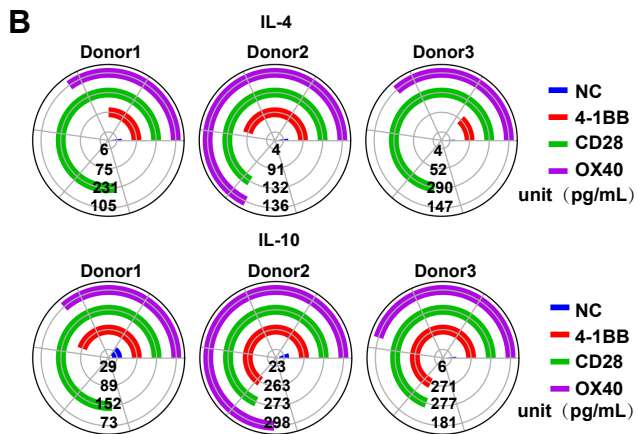 B
IL-4
Donor1 Donor2 Donor3
6 4 4
75 91 52
231 132 290
105 136 147
NC
4-1BB
CD28
OX40
unit (pg/mL)
IL-10
Donor1 Donor2 Donor3
29 23 6
89 263 271
152 273 277
73 298 181
NC
4-1BB
CD28
OX40
unit (pg/mL)